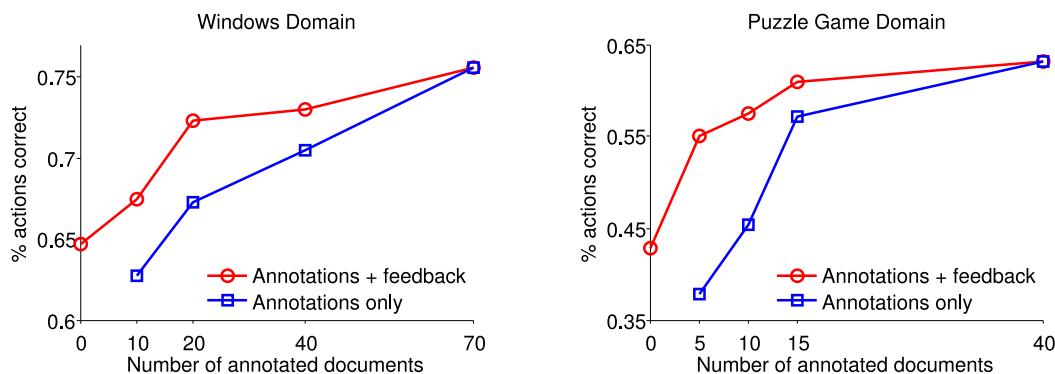 Windows Domain
% actions correct
0.75
0.7
0.65
0.6
Annotations + feedback
Annotations only
0 10 20 40 70
Number of annotated documents
Puzzle Game Domain
% actions correct
0.65
0.55
0.45
0.35
Annotations + feedback
Annotations only
0 5 10 15 40
Number of annotated documents